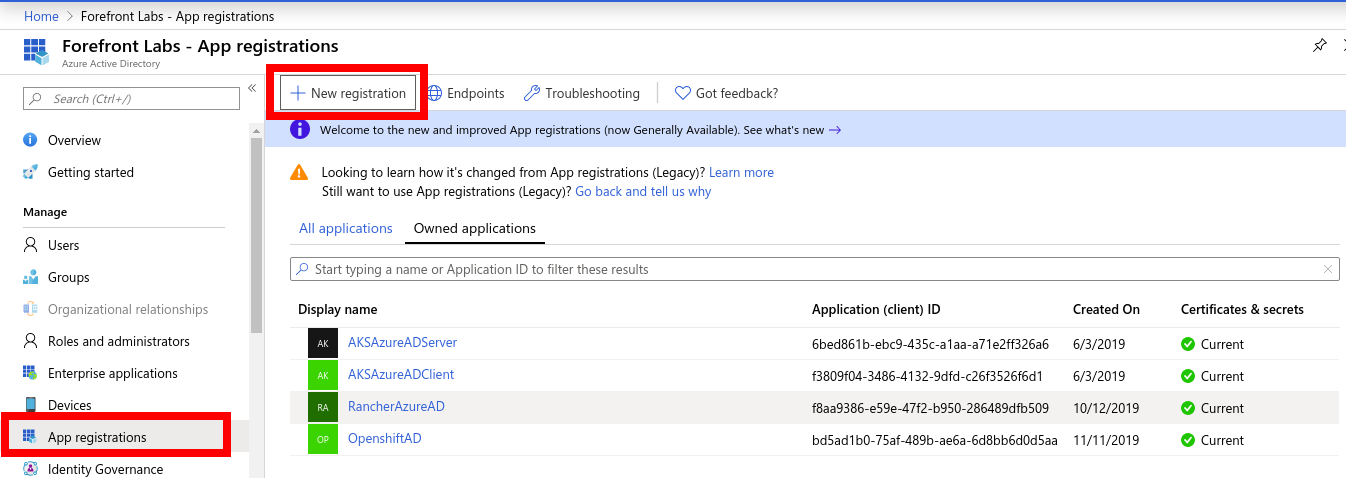 Home > Forefront Labs - App registrations
Forefront Labs - App registrations
Azure Active Directory
Search (Ctrl+/)
Overview
Getting started
Manage
Users
Groups
Organizational relationships
Roles and administrators
Enterprise applications
Devices
App registrations
Identity Governance
New registration Endpoints Troubleshooting Got feedback?
Welcome to the new and improved App registrations (now Generally Available). See what's new →
Looking to learn how it's changed from App registrations (Legacy)? Learn more
Still want to use App registrations (Legacy)? Go back and tell us why
All applications Owned applications
Start typing a name or Application ID to filter these results
Display name Application (client) ID Created On Certificates & secrets
AK AKSAzureADServer 6bed861b-ebc9-435c-a1aa-a71e2ff326a6 6/3/2019 Current
AK AKSAzureADClient f3809f04-3486-4132-9dfd-c26f3526f6d1 6/3/2019 Current
RA RancherAzureAD f8aa9386-e59e-47f2-b950-286489dfb509 10/12/2019 Current
OP OpenshiftAD bd5ad1b0-75af-489b-ae6a-6d8bb6d0d5aa 11/11/2019 Current